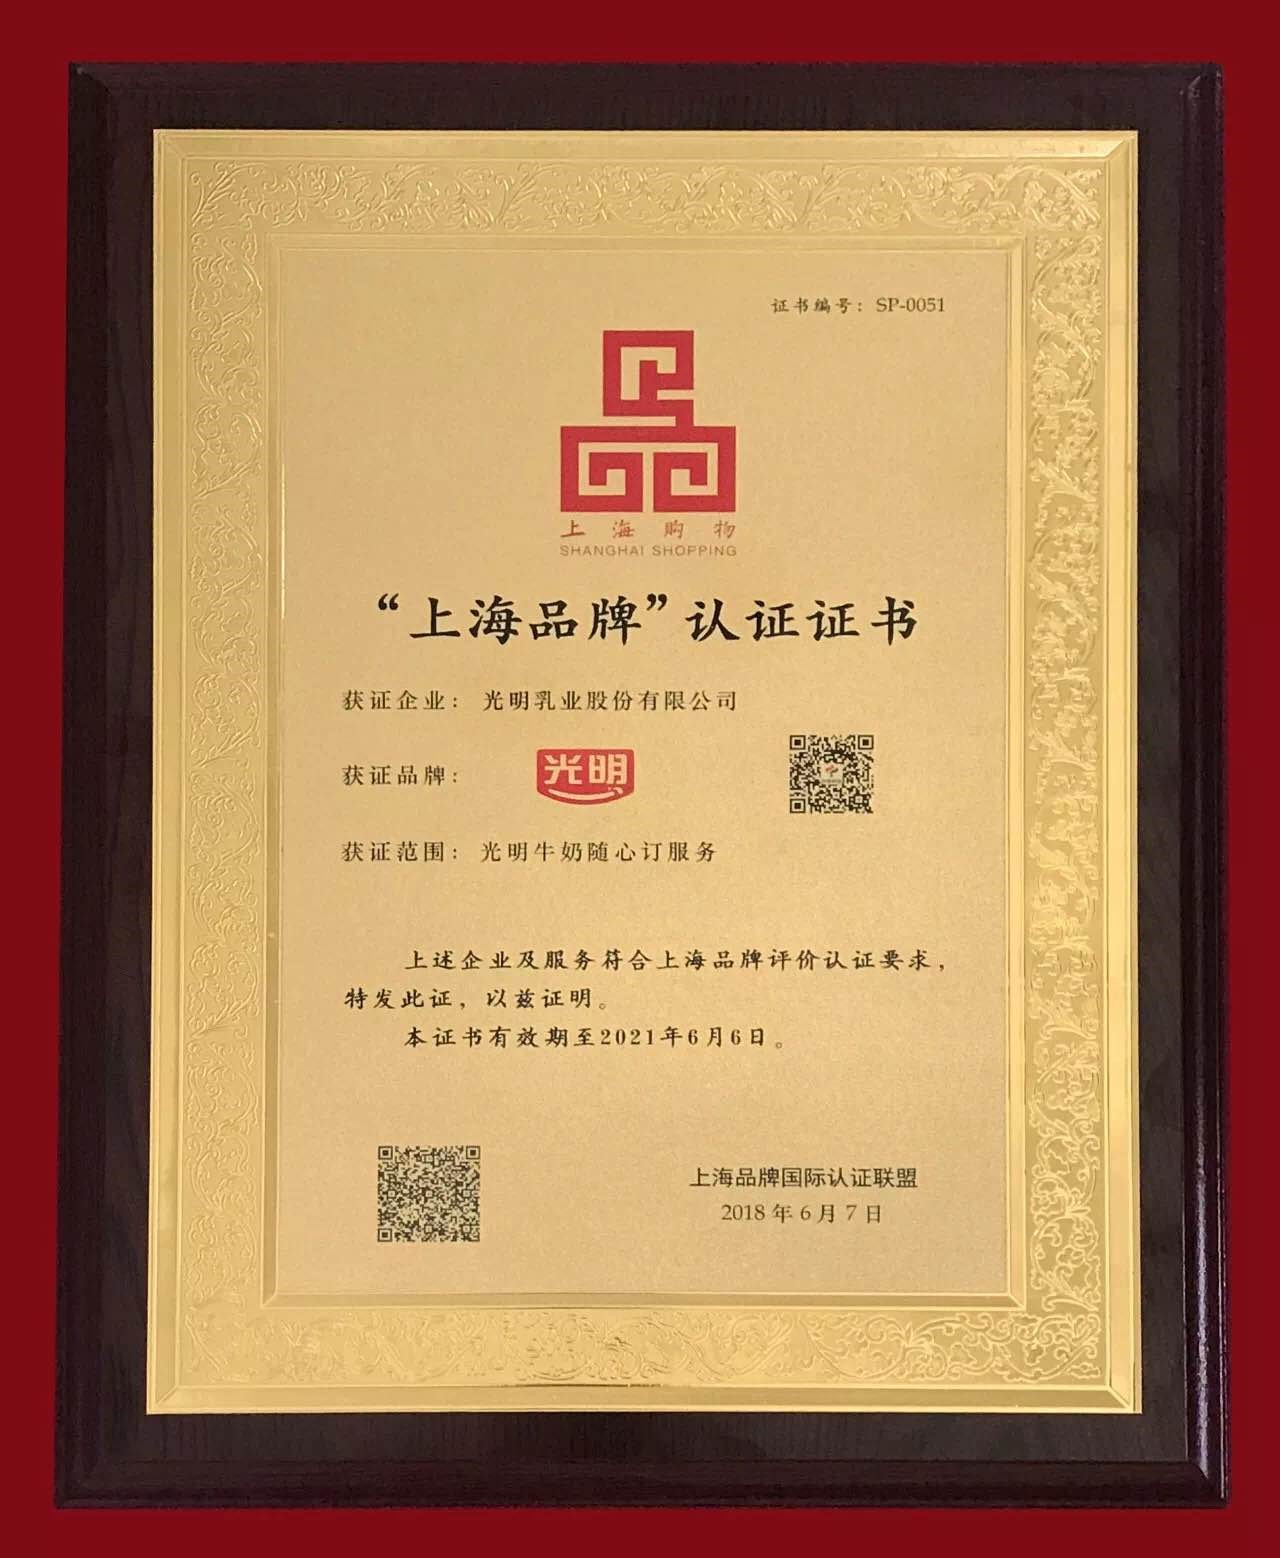 证书编号：SP-0051
上海购物
SHANGHAI SHOPPING
“上海品牌”认证证书
获证企业：光明乳业股份有限公司
获证品牌：光明
获证范围：光明牛奶随心订服务
上述企业及服务符合上海品牌评价认证要求，
特发此证，以兹证明。
本证书有效期至2021年6月6日。
上海品牌国际认证联盟
2018年6月7日